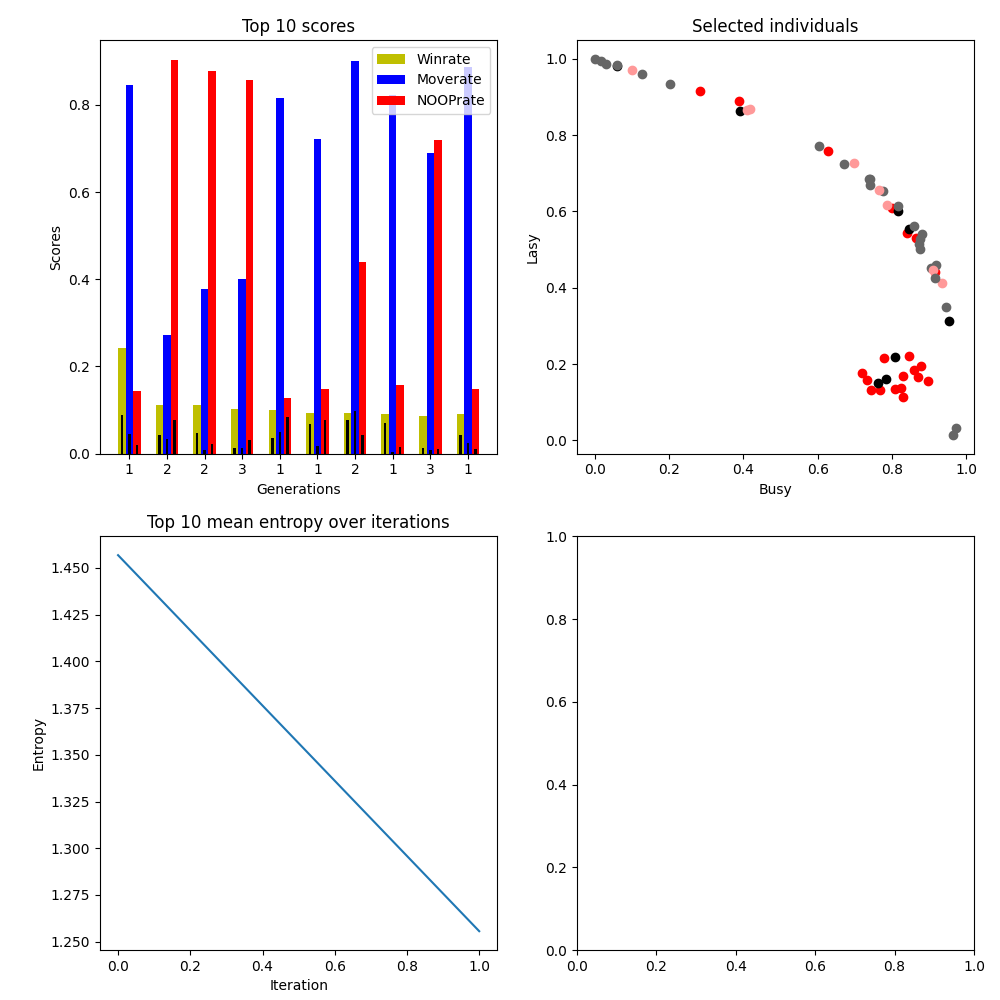 Top 10 scores
Winrate
Moverate
NOOPrate
Scores
0.8
0.6
0.4
0.2
0.0
1 2 2 3 1 1 2 1 3 1
Generations
Selected individuals
Lasy
1.0
0.8
0.6
0.4
0.2
0.0
0.0 0.2 0.4 0.6 0.8 1.0
Busy
Top 10 mean entropy over iterations
Entropy
1.450
1.425
1.400
1.375
1.350
1.325
1.300
1.275
1.250
0.0 0.2 0.4 0.6 0.8 1.0
Iteration
1.0
0.8
0.6
0.4
0.2
0.0
0.0 0.2 0.4 0.6 0.8 1.0